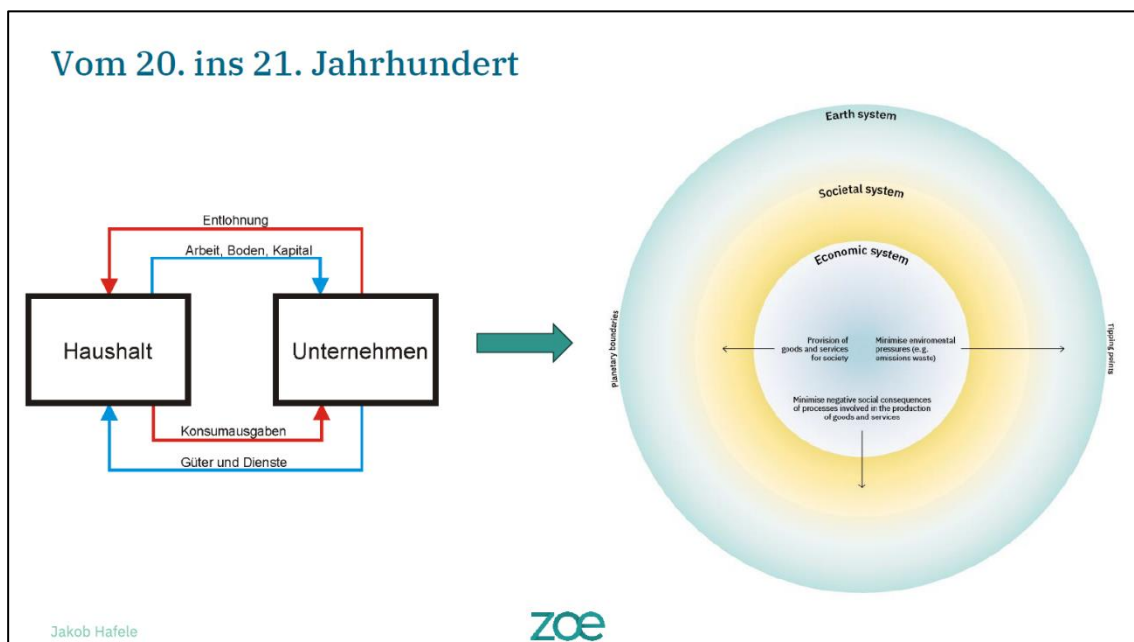 Vom 20. ins 21. Jahrhundert
Entlohnung
Arbeit, Boden, Kapital
Haushalt
Unternehmen
Konsumausgaben
Güter und Dienste
Earth system
Societal system
Economic system
Planetary boundaries
Tipping points
Provision of
goods and services
for society
Minimise enviromental
pressures (e.g.
emissions waste)
Minimise negative social consequences
of processes involved in the production
of goods and services
Jakob Hafele
zoe